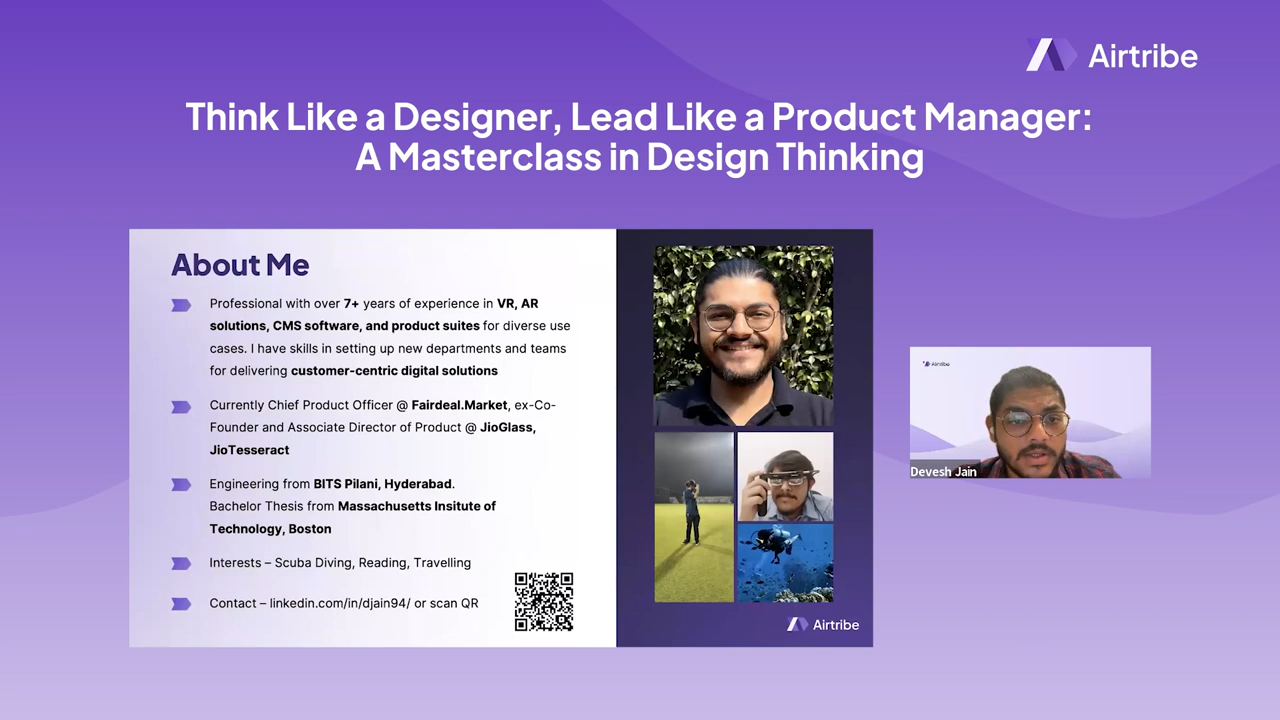 Airtribe
Think Like a Designer, Lead Like a Product Manager:
A Masterclass in Design Thinking
About Me
Professional with over 7+ years of experience in VR, AR
solutions, CMS software, and product suites for diverse use
cases. I have skills in setting up new departments and teams
for delivering customer-centric digital solutions
Currently Chief Product Officer @ Fairdeal.Market, ex-Co-
Founder and Associate Director of Product @ JioGlass,
JioTesseract
Engineering from BITS Pilani, Hyderabad.
Bachelor Thesis from Massachusetts Insitute of
Technology, Boston
Interests – Scuba Diving, Reading, Travelling
Contact – linkedin.com/in/djain94/ or scan QR
Airtribe
Airtribe
Devesh Jain